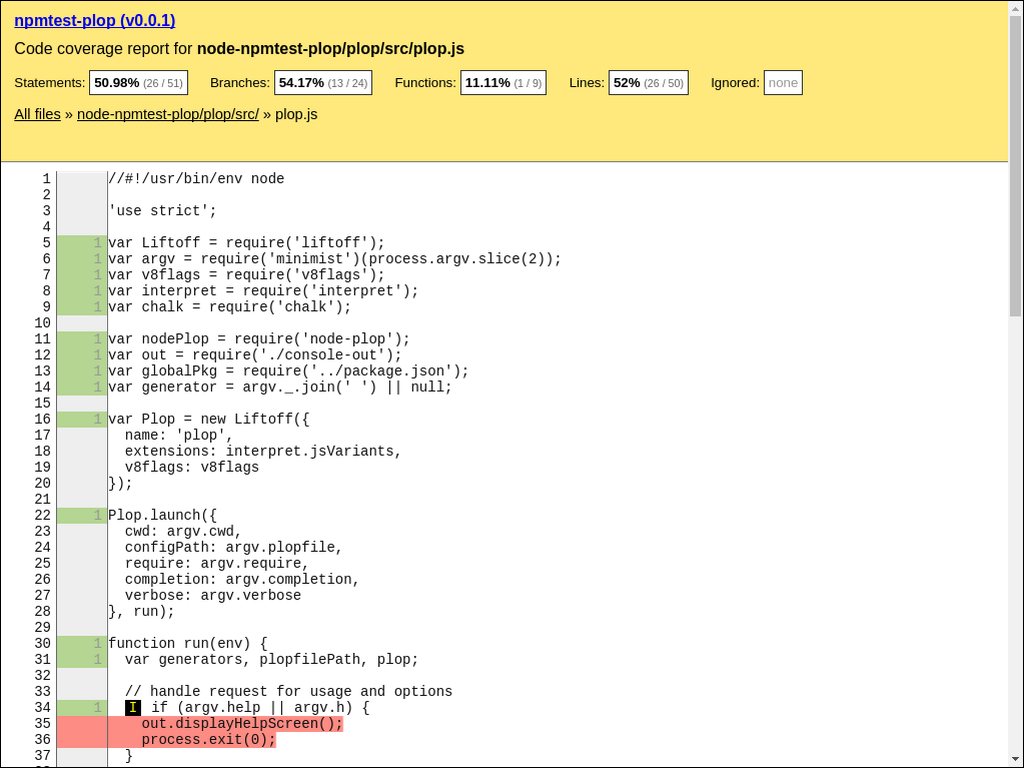 npmtest-plop (v0.0.1)
Code coverage report for node-npmtest-plop/plop/src/plop.js
Statements: 50.98% (26 / 51) Branches: 54.17% (13 / 24) Functions: 11.11% (1 / 9) Lines: 52% (26 / 50) Ignored: none
All files » node-npmtest-plop/plop/src/ » plop.js
1 //#!/usr/bin/env node
2
3 'use strict';
4
5 1 var Liftoff = require('liftoff');
6 1 var argv = require('minimist')(process.argv.slice(2));
7 1 var v8flags = require('v8flags');
8 1 var interpret = require('interpret');
9 1 var chalk = require('chalk');
10
11 1 var nodePlop = require('node-plop');
12 1 var out = require('./console-out');
13 1 var globalPkg = require('../package.json');
14 1 var generator = argv._.join(' ') || null;
15
16 1 var Plop = new Liftoff({
17   name: 'plop',
18   extensions: interpret.jsVariants,
19   v8flags: v8flags
20 });
21
22 1 Plop.launch({
23   cwd: argv.cwd,
24   configPath: argv.plopfile,
25   require: argv.require,
26   completion: argv.completion,
27   verbose: argv.verbose
28 }, run);
29
30 1 function run(env) {
31 1   var generators, plopfilePath, plop;
32
33   // handle request for usage and options
34 1   I if (argv.help || argv.h) {
35     out.displayHelpScreen();
36     process.exit(0);
37   }